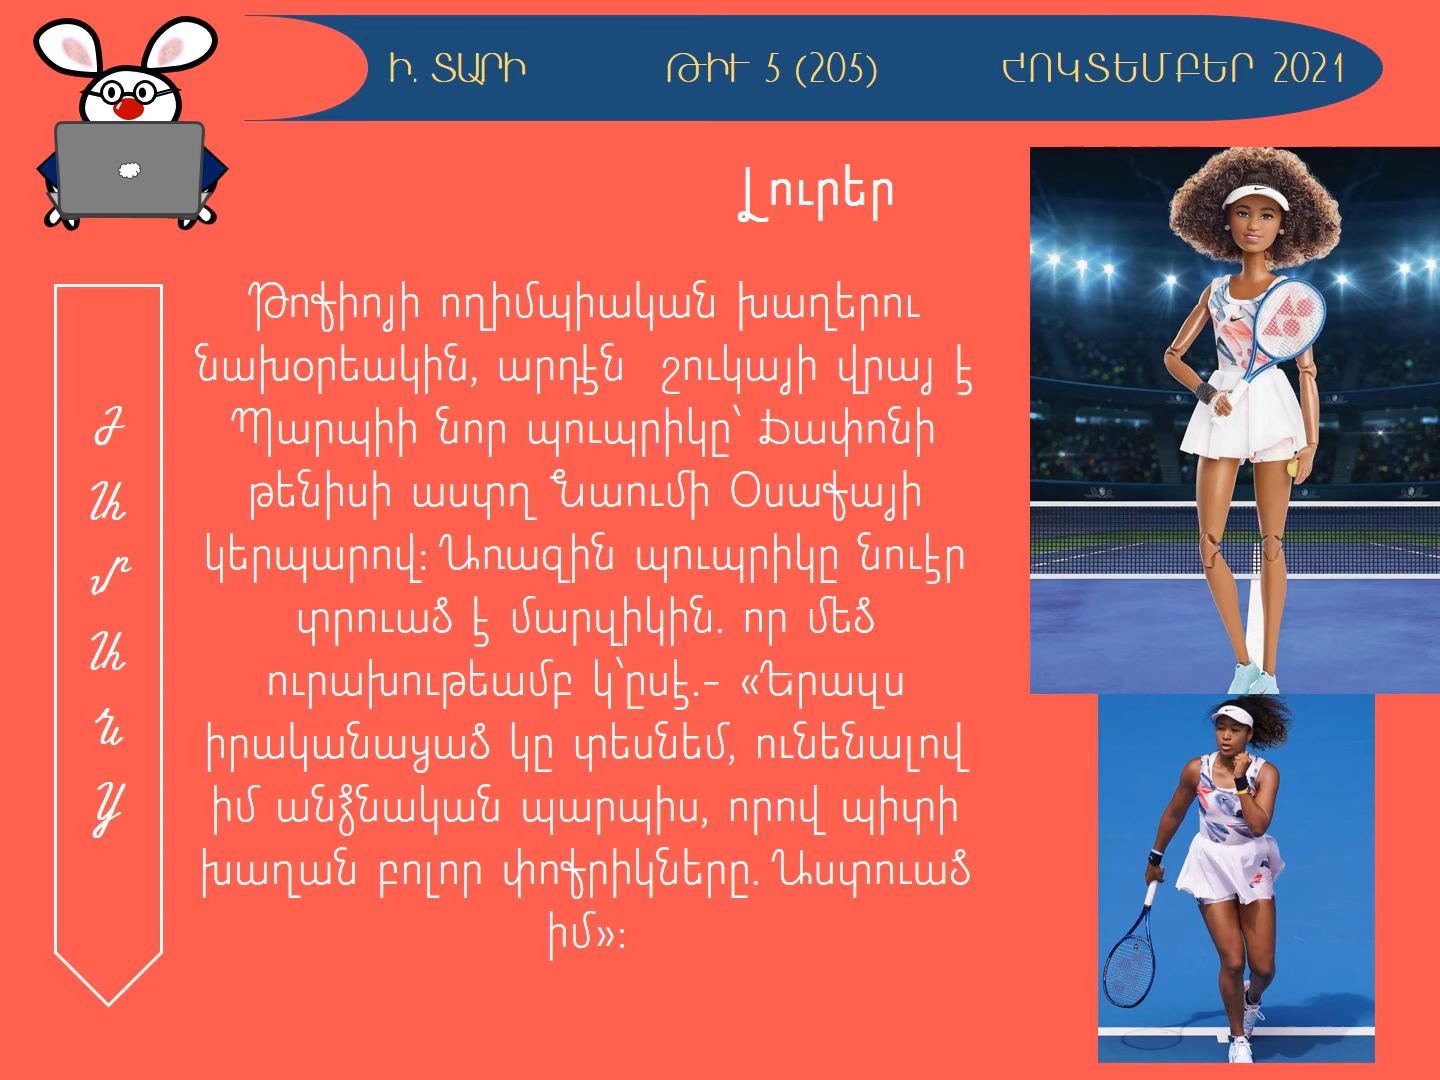 Ի. ՏԱՐԻ ԹԻՒ 5 (205) ՀՈԿՏԵՄԲԵՐ 2021
Լուրեր
Թոքիոյի ողիմպիական խաղերու
նախօրեակին, արդէն շուկայի վրայ է
Պարպիի նոր պուպրիկը՝ Ճափոնի
թենիսի աստղ Նաումի Օսաքայի
կերպարով: Առաջին պուպրիկը նուէր
տրուած է մարզիկին. որ մեծ
ուրախութեամբ կ՝ըսէ.- «Երազս
իրականացած կը տեսնեմ, ունենալով
իմ անձնական պարպիս, որով պիտի
խաղան բոլոր փոքրիկները. Աստուած
իմ»: